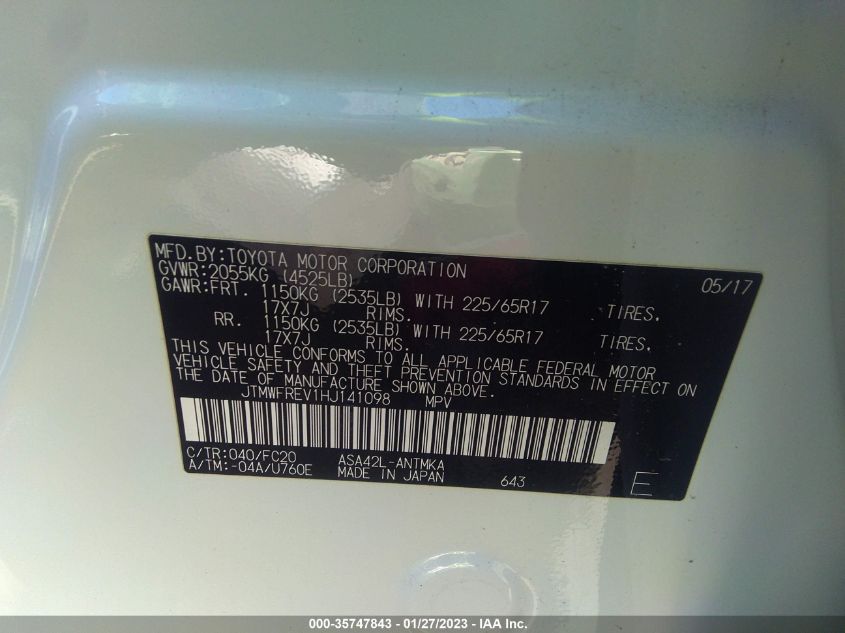 MFD.BY:TOYOTA MOTOR CORPORATION 05/17
GVWR:2055KG (4525LB)
GAWR:FRT. 1150KG (2535LB) WITH 225/65R17 TIRES,
17X7J RIMS.
RR. 1150KG (2535LB) WITH 225/65R17 TIRES,
17X7J RIMS.
THIS VEHICLE CONFORMS TO ALL APPLICABLE FEDERAL MOTOR
VEHICLE SAFETY AND THEFT PREVENTION STANDARDS IN EFFECT ON
THE DATE OF MANUFACTURE SHOWN ABOVE.
JTMWFREV1HJ141098 MPV
C/TR:040/FC20 ASA42L-ANTMKA
A/TM:-04A/U760E MADE IN JAPAN 643 E
000-35747843 - 01/27/2023 - IAA Inc.